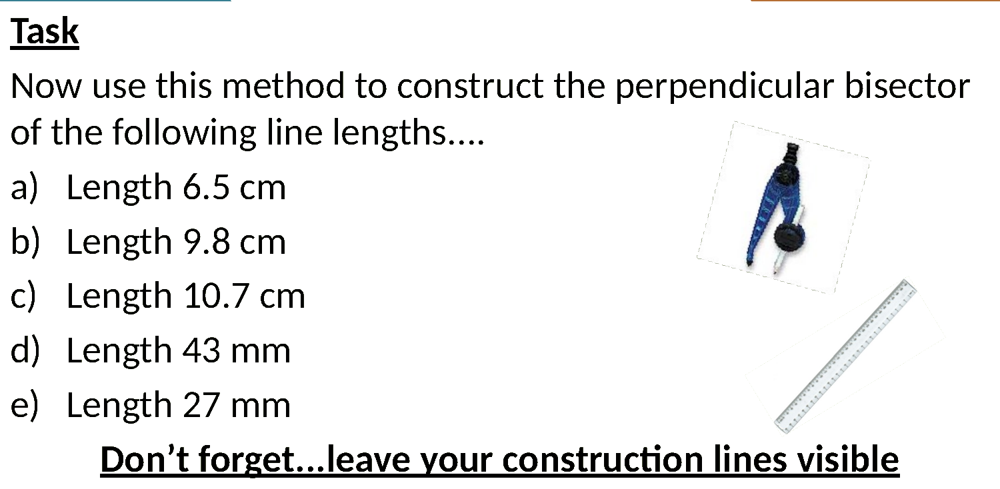 Task
Now use this method to construct the perpendicular bisector
of the following line lengths....
a) Length 6.5 cm
b) Length 9.8 cm
c) Length 10.7 cm
d) Length 43 mm
e) Length 27 mm
Don’t forget...leave your construction lines visible